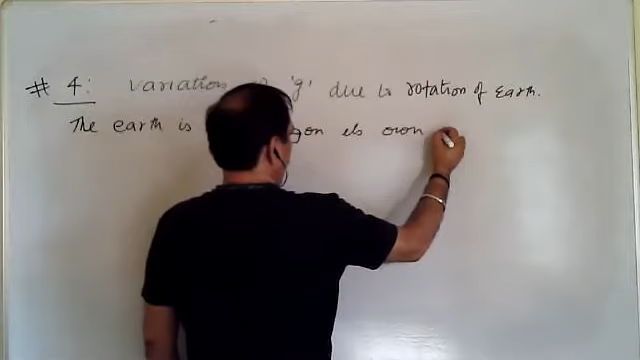 # 4: variation 'g' due to rotation of Earth.
The earth is on its own